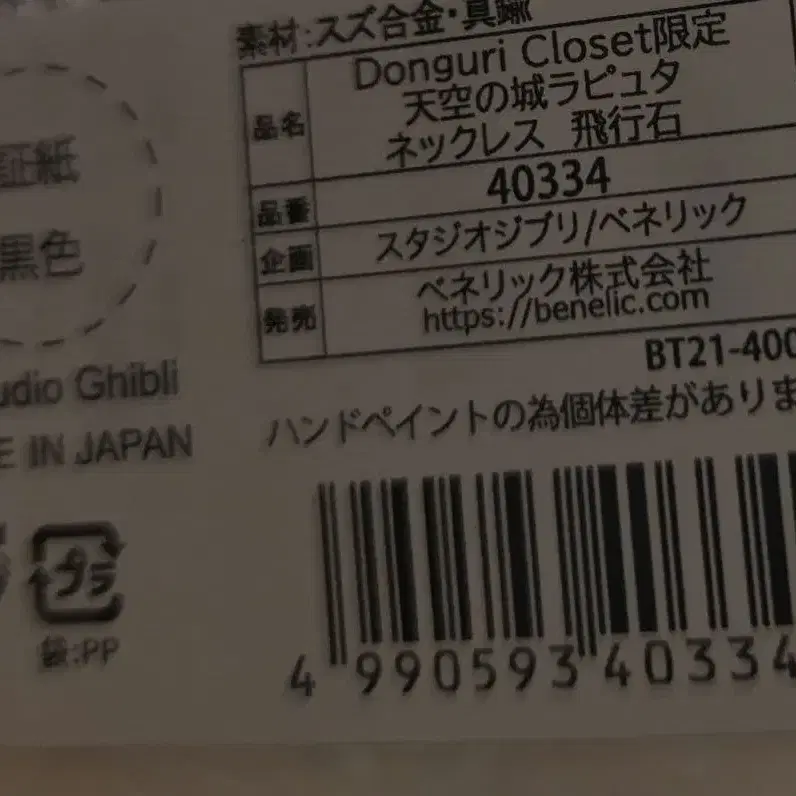 素材:スズ合金・真鍮
品名
Donguri Closet限定
天空の城ラピュタ
ネックレス 飛行石
品番
40334
企画
スタジオジブリ/ベネリック
発売
ベネリック株式会社
https://benelic.com
BT21-400
ハンドペイントの為個体差がありま
証紙
黒色
udio Ghibli
E IN JAPAN
プラ
袋:PP
4 990593 40334